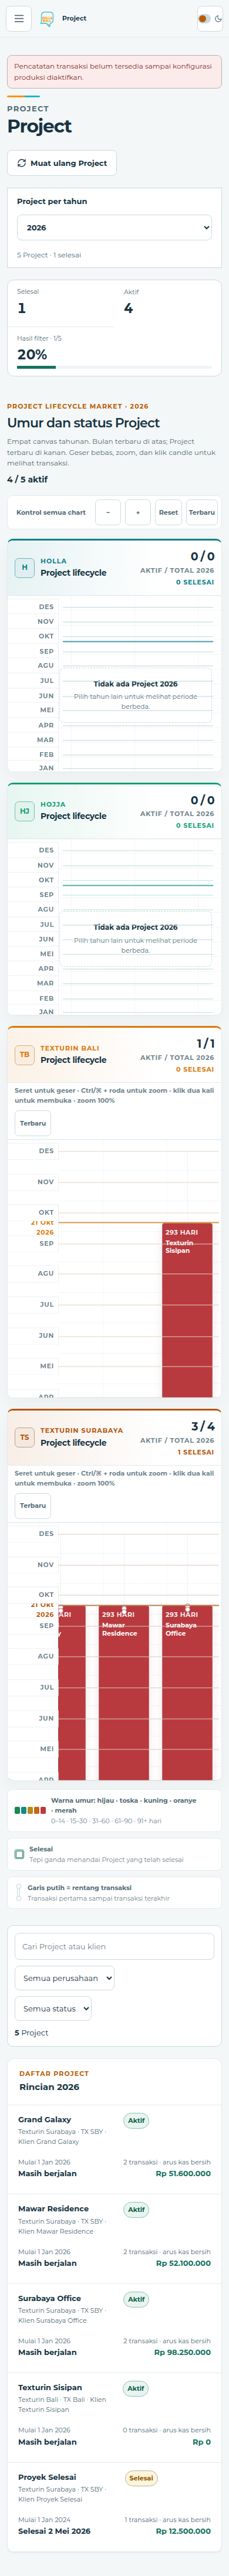 Project
Pencatatan transaksi belum tersedia sampai konfigurasi
produksi diaktifkan.
PROJECT
Project
Muat ulang Project
Project per tahun
2026
5 Project · 1 selesai
Selesai
1
Aktif
4
Hasil filter · 1/5
20%
PROJECT LIFECYCLE MARKET · 2026
Umur dan status Project
Empat canvas tahunan. Bulan terbaru di atas; Project
terbaru di kanan. Geser bebas, zoom, dan klik candle untuk
melihat transaksi.
4 / 5 aktif
Kontrol semua chart
−
+
Reset
Terbaru
H
HOLLA
Project lifecycle
0/0
AKTIF / TOTAL 2026
0 SELESAI
DES
NOV
OKT
SEP
AGU
JUL
JUN
MEI
APR
MAR
FEB
JAN
Tidak ada Project 2026
Pilih tahun lain untuk melihat periode
berbeda.
HJ
HOJJA
Project lifecycle
0/0
AKTIF / TOTAL 2026
0 SELESAI
DES
NOV
OKT
SEP
AGU
JUL
JUN
MEI
APR
MAR
FEB
JAN
Tidak ada Project 2026
Pilih tahun lain untuk melihat periode
berbeda.
TB
TEXTURIN BALI
Project lifecycle
1/1
AKTIF / TOTAL 2026
0 SELESAI
Seret untuk geser · Ctrl/⌘ + roda untuk zoom · klik dua kali
untuk membuka · zoom 100%
Terbaru
DES
NOV
OKT
21 OKT
2026
SEP
AGU
JUL
JUN
MEI
APR
293 HARI
Texturin
Sisipan
TS
TEXTURIN SURABAYA
Project lifecycle
3/4
AKTIF / TOTAL 2026
1 SELESAI
Seret untuk geser · Ctrl/⌘ + roda untuk zoom · klik dua kali
untuk membuka · zoom 100%
Terbaru
DES
NOV
OKT
21 OKT
2026
SEP
AGU
JUL
JUN
MEI
APR
293 HARI
Mawar
Residence
293 HARI
Surabaya
Office
Warna umur: hijau · toska · kuning · oranye
· merah
0–14 · 15–30 · 31–60 · 61–90 · 91+ hari
Selesai
Tepi ganda menandai Project yang telah selesai
Garis putih = rentang transaksi
Transaksi pertama sampai transaksi terakhir
Cari Project atau klien
Semua perusahaan
Semua status
5 Project
DAFTAR PROJECT
Rincian 2026
Grand Galaxy
Texturin Surabaya · TX SBY ·
Klien Grand Galaxy
Aktif
Mulai 1 Jan 2026
Masih berjalan
2 transaksi · arus kas bersih
Rp 51.600.000
Mawar Residence
Texturin Surabaya · TX SBY ·
Klien Mawar Residence
Aktif
Mulai 1 Jan 2026
Masih berjalan
2 transaksi · arus kas bersih
Rp 52.100.000
Surabaya Office
Texturin Surabaya · TX SBY ·
Klien Surabaya Office
Aktif
Mulai 1 Jan 2026
Masih berjalan
2 transaksi · arus kas bersih
Rp 98.250.000
Texturin Sisipan
Texturin Bali · TX Bali · Klien
Texturin Sisipan
Aktif
Mulai 1 Jan 2026
Masih berjalan
0 transaksi · arus kas bersih
Rp 0
Proyek Selesai
Texturin Surabaya · TX SBY ·
Klien Proyek Selesai
Selesai
Mulai 1 Jan 2024
Selesai 2 Mei 2026
1 transaksi · arus kas bersih
Rp 12.500.000